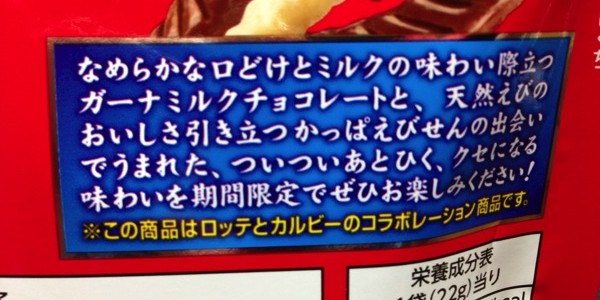 なめらかな口どけとミルクの味わい際立つ
ガーナミルクチョコレートと、天然えびの
おいしさ引き立つかっぱえびせんの出会い
でうまれた、ついついあとひく、クセになる
味わいを期間限定でぜひお楽しみください!
※この商品はロッテとカルビーのコラボレーション商品です。
栄養成分表
袋(22g)当り